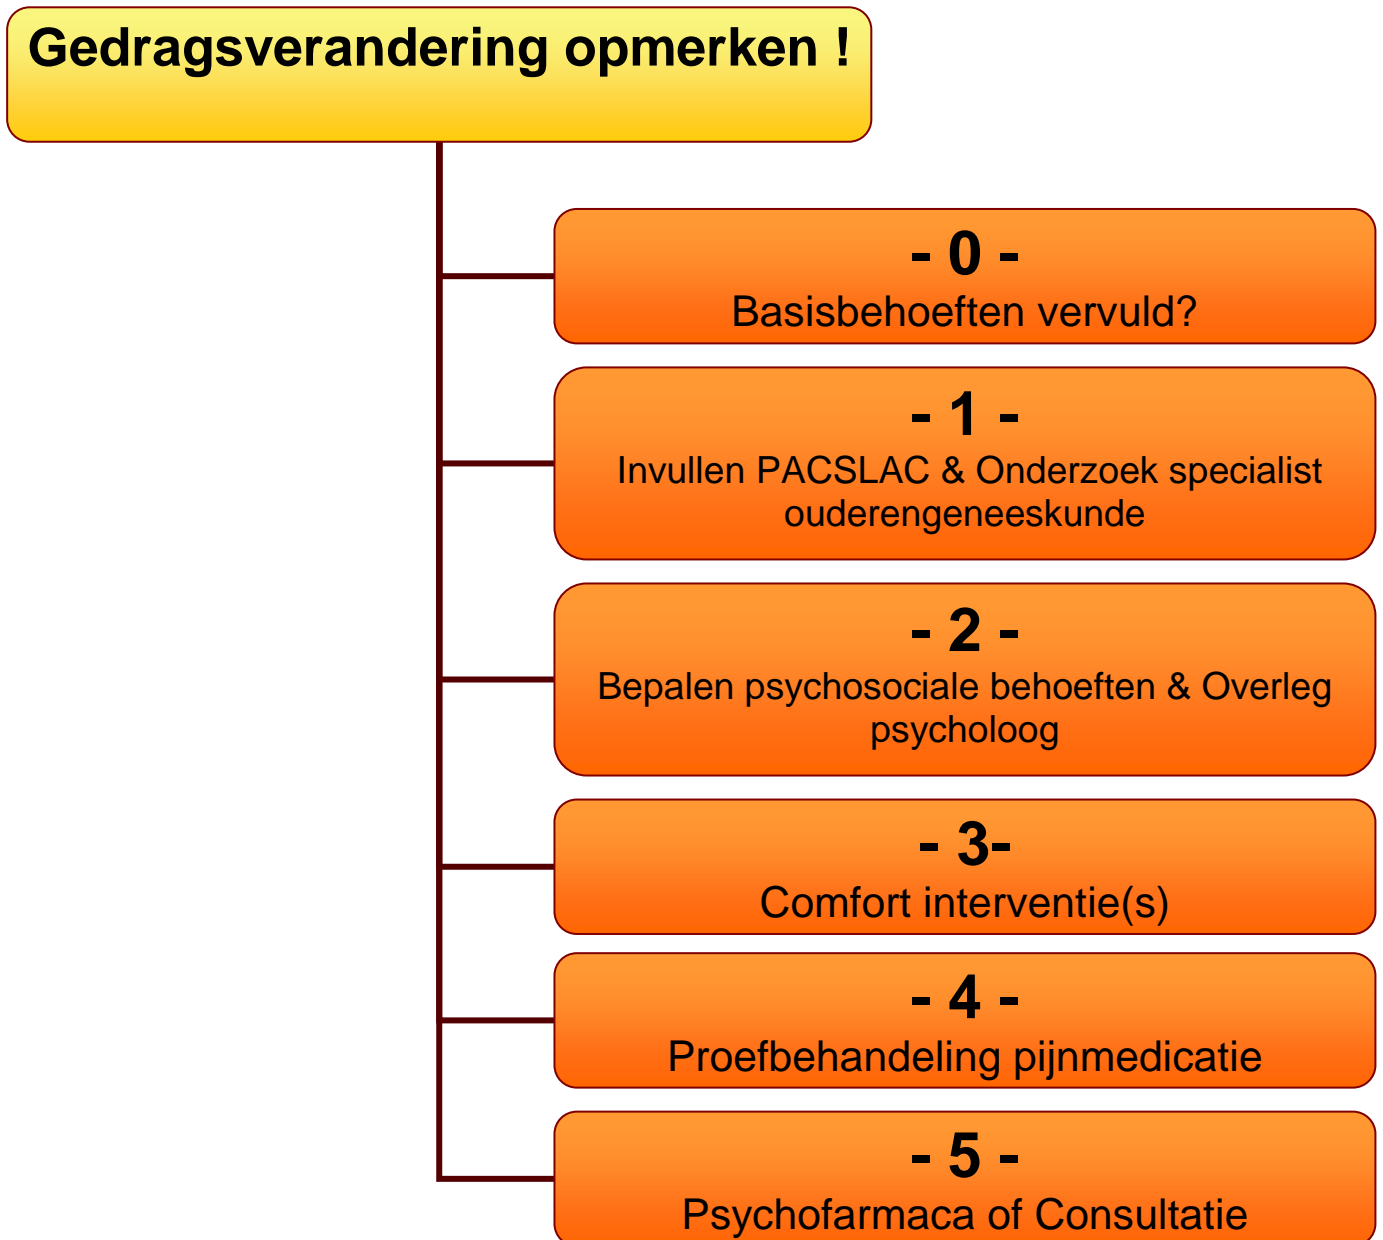 Gedragsverandering opmerken !
- 0 -
Basisbehoeften vervuld?
- 1 -
Invullen PACSLAC & Onderzoek specialist
ouderengeneeskunde
- 2 -
Bepalen psychosociale behoeften & Overleg
psycholoog
- 3-
Comfort interventie(s)
- 4 -
Proefbehandeling pijnmedicatie
- 5 -
Psychofarmaca of Consultatie